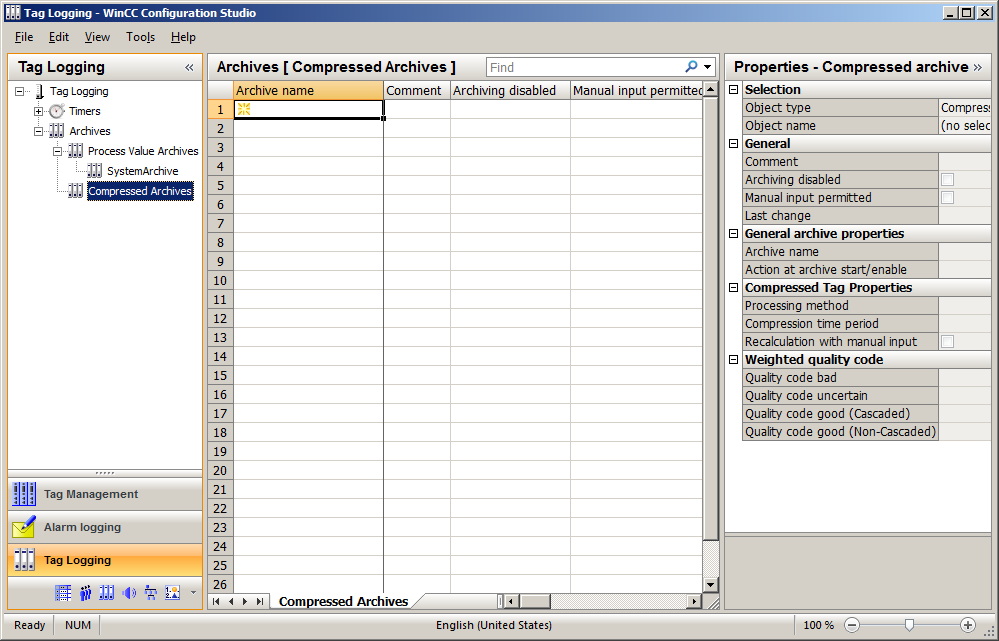 Tag Logging - WinCC Configuration Studio
File Edit View Tools Help
Tag Logging «
Tag Logging
Timers
Archives
Process Value Archives
SystemArchive
Compressed Archives
Tag Management
Alarm logging
Tag Logging
Archives [ Compressed Archives ]
Find
Archive name Comment Archiving disabled Manual input permitted
1
2
3
4
5
6
7
8
9
10
11
12
13
14
15
16
17
18
19
20
21
22
23
24
25
26
Compressed Archives
Properties - Compressed archive »
Selection
Object type Compress
Object name (no selec
General
Comment
Archiving disabled
Manual input permitted
Last change
General archive properties
Archive name
Action at archive start/enable
Compressed Tag Properties
Processing method
Compression time period
Recalculation with manual input
Weighted quality code
Quality code bad
Quality code uncertain
Quality code good (Cascaded)
Quality code good (Non-Cascaded)
Ready NUM English (United States) 100 %